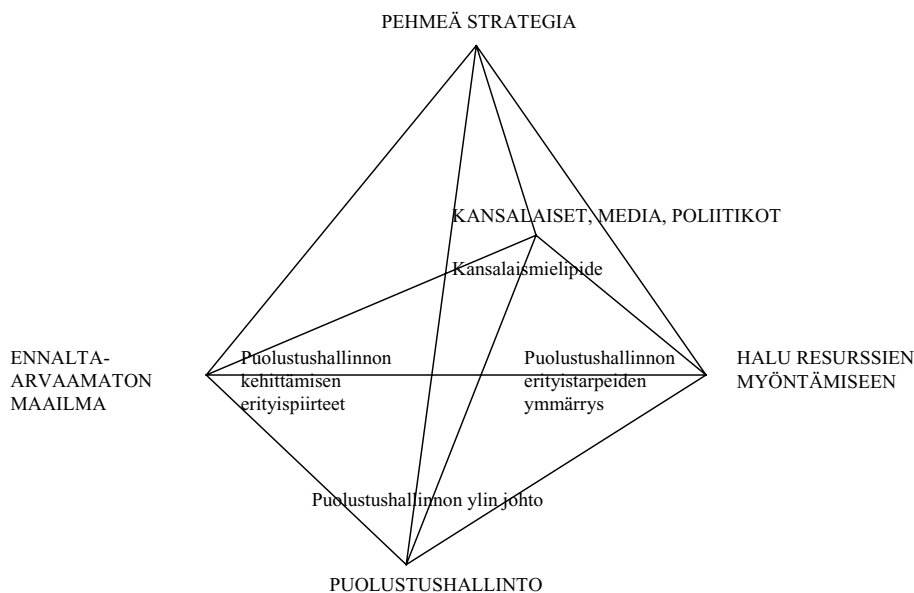 PEHMEÄ STRATEGIA
KANSALAISET, MEDIA, POLIITIKOT
Kansalaismielipide
ENNALTA-
ARVAAMATON
MAAILMA
Puolustushallinnon
kehittämisen
erityispiirteet
Puolustushallinnon
erityistarpeiden
ymmärrys
HALU RESURSSIEN
MYÖNTÄMISEEN
Puolustushallinnon ylin johto
PUOLUSTUSHALLINTO